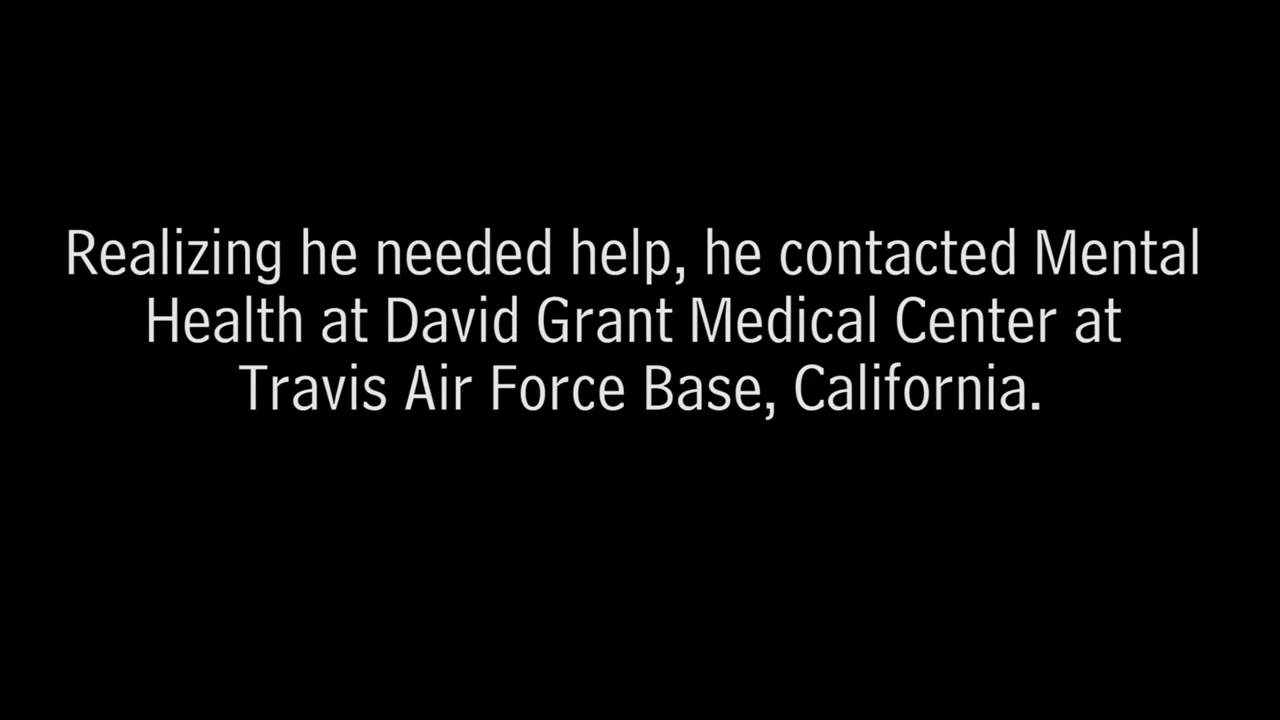 Realizing he needed help, he contacted Mental
Health at David Grant Medical Center at
Travis Air Force Base, California.